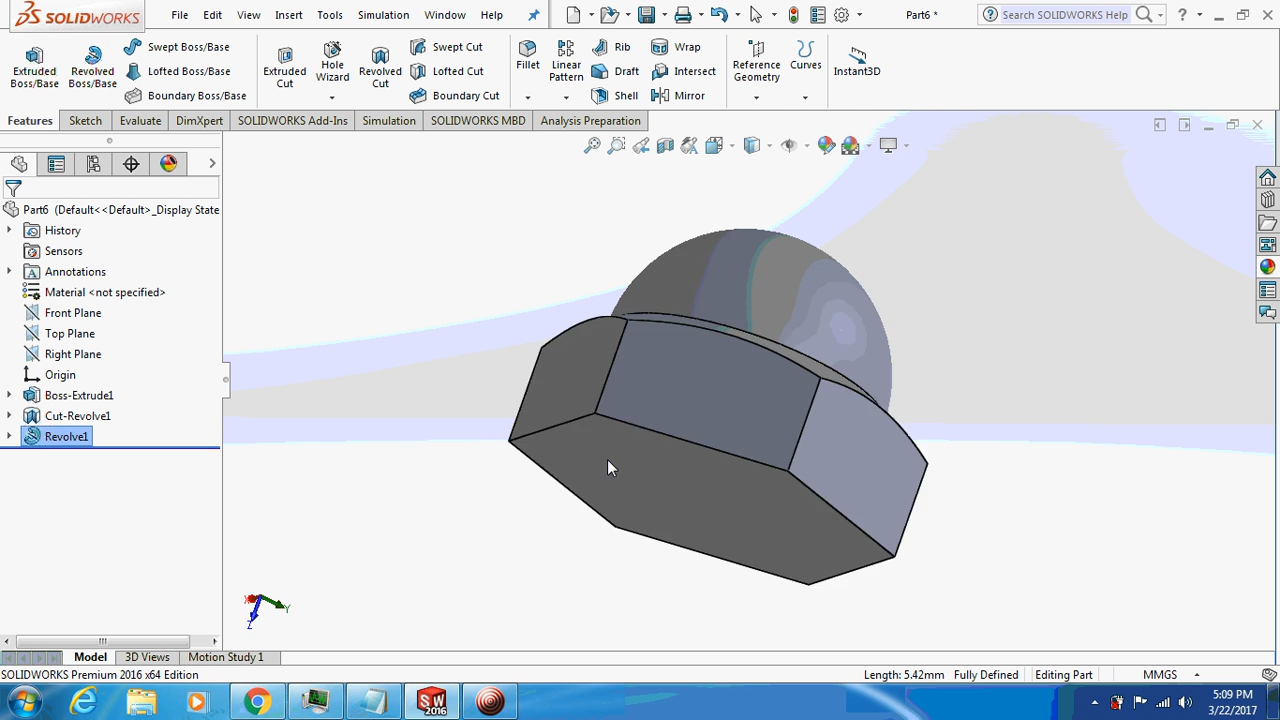 SOLIDWORKS File Edit View Insert Tools Simulation Window Help Part6 * Search SOLIDWORKS Help ?
Extruded Boss/Base
Revolved Boss/Base
Swept Boss/Base
Lofted Boss/Base
Boundary Boss/Base
Extruded Cut
Hole Wizard
Revolved Cut
Swept Cut
Lofted Cut
Boundary Cut
Fillet
Linear Pattern
Rib
Draft
Shell
Wrap
Intersect
Mirror
Reference Geometry
Curves
Instant3D
Features Sketch Evaluate DimXpert SOLIDWORKS Add-Ins Simulation SOLIDWORKS MBD Analysis Preparation
Part6 (Default<<Default>_Display State
History
Sensors
Annotations
Material <not specified>
Front Plane
Top Plane
Right Plane
Origin
Boss-Extrude1
Cut-Revolve1
Revolve1
X Y
Z
Model 3D Views Motion Study 1
SOLIDWORKS Premium 2016 x64 Edition Length: 5.42mm Fully Defined Editing Part MMGS
SW 2016
5:09 PM
3/22/2017